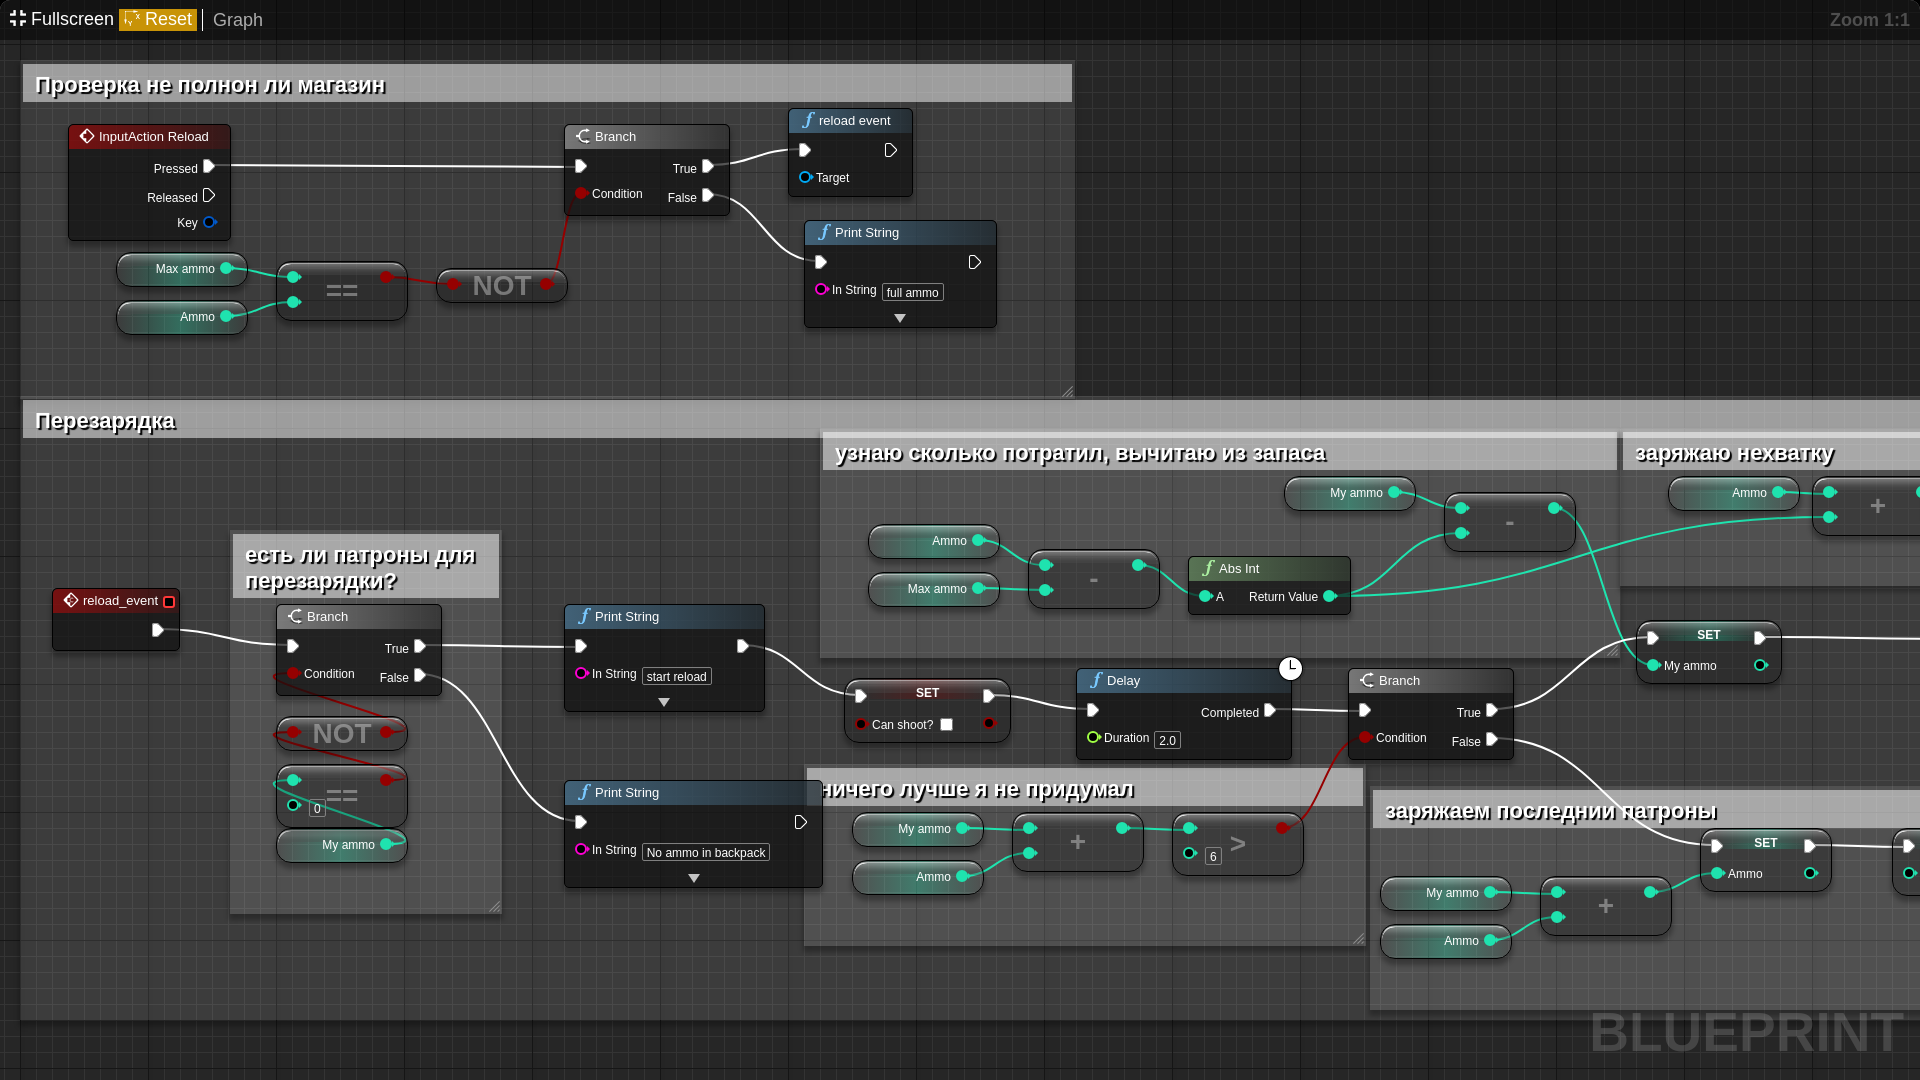 Fullscreen Reset Graph Zoom 1:1
Проверка не полнон ли магазин
InputAction Reload
Pressed
Released
Key
Branch
True
Condition
False
reload event
Target
Print String
In String full ammo
Max ammo
Ammo
==
NOT
Перезарядка
узнаю сколько потратил, вычитаю из запаса
заряжаю нехватку
My ammo
-
Ammo
Max ammo
-
Abs Int
A Return Value
Ammo
+
есть ли патроны для
перезарядки?
reload_event
Branch
True
Condition
False
NOT
==
0
My ammo
Print String
In String start reload
Print String
In String No ammo in backpack
SET
Can shoot?
Delay
Completed
Duration 2.0
Branch
True
Condition
False
SET
My ammo
ничего лучше я не придумал
My ammo
Ammo
+
>
6
заряжаем последнии патроны
SET
Ammo
My ammo
Ammo
+
BLUEPRINT